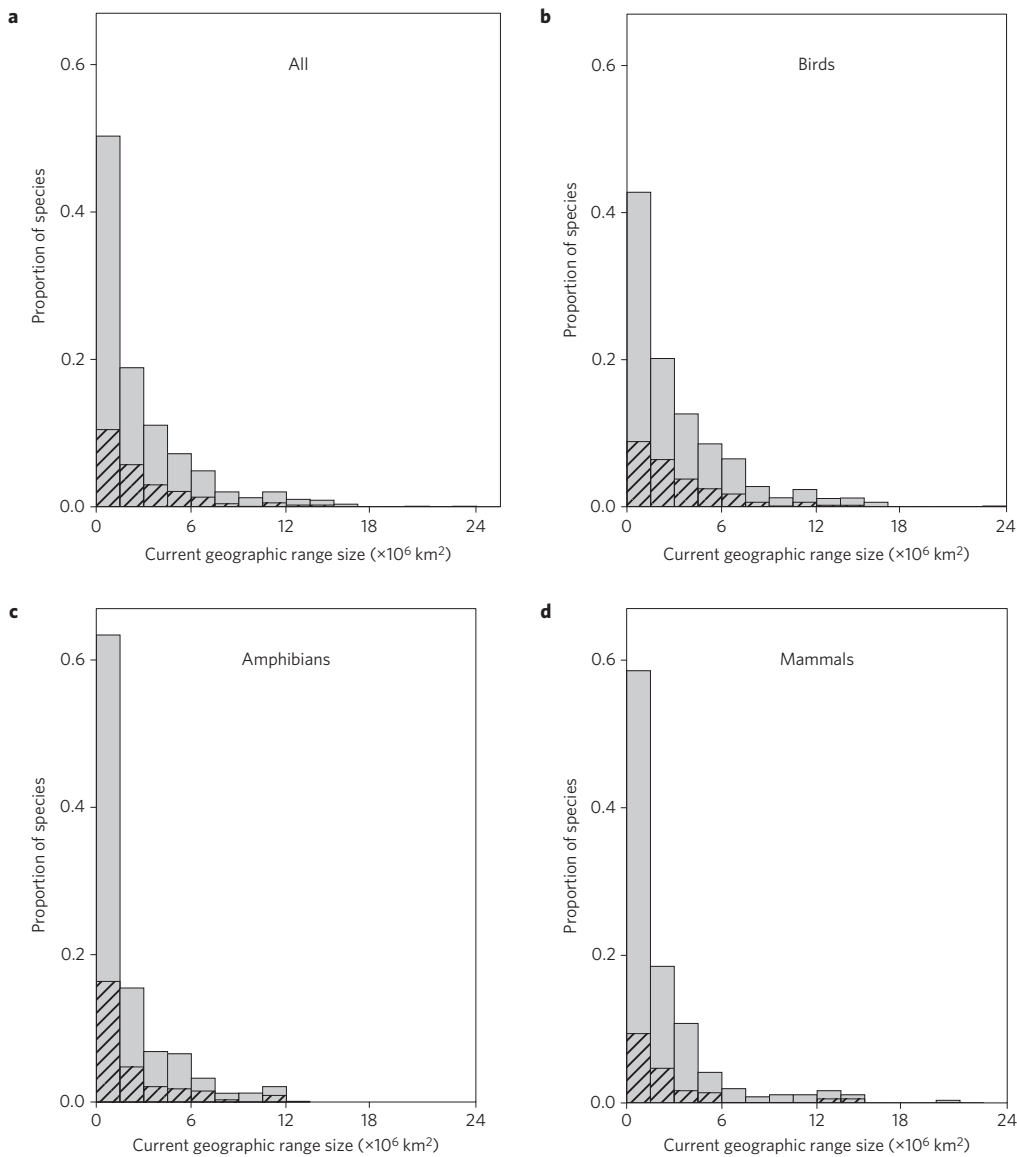 a
All
0.6
0.4
0.2
0.0
Proportion of species
0 6 12 18 24
Current geographic range size (×10⁶ km²)
b
Birds
0.6
0.4
0.2
0.0
Proportion of species
0 6 12 18 24
Current geographic range size (×10⁶ km²)
c
Amphibians
0.6
0.4
0.2
0.0
Proportion of species
0 6 12 18 24
Current geographic range size (×10⁶ km²)
d
Mammals
0.6
0.4
0.2
0.0
Proportion of species
0 6 12 18 24
Current geographic range size (×10⁶ km²)